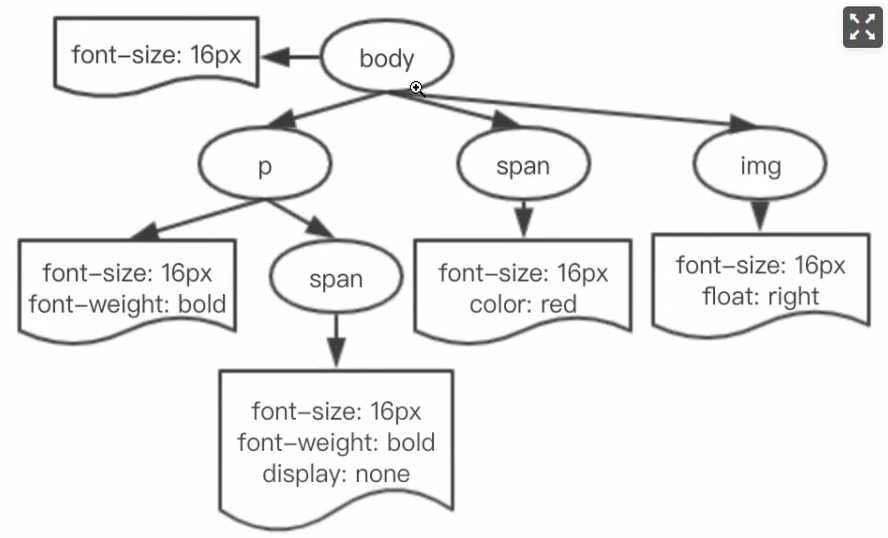 font-size: 16px
body
p
span
img
font-size: 16px
font-weight: bold
span
font-size: 16px
color: red
font-size: 16px
float: right
font-size: 16px
font-weight: bold
display: none